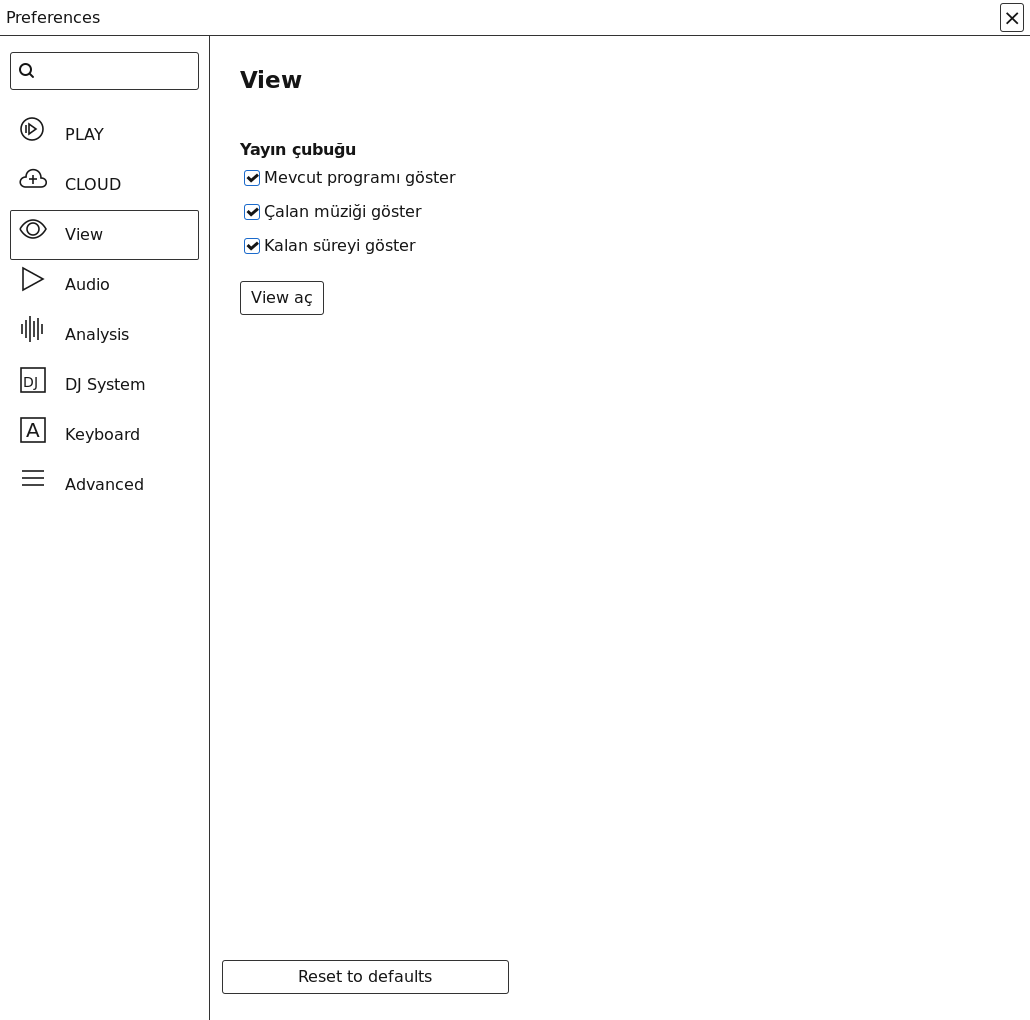 Preferences
PLAY
CLOUD
View
Audio
Analysis
DJ
DJ System
A
Keyboard
Advanced
View
Yayın çubuğu
Mevcut programı göster
Çalan müziği göster
Kalan süreyi göster
View aç
Reset to defaults